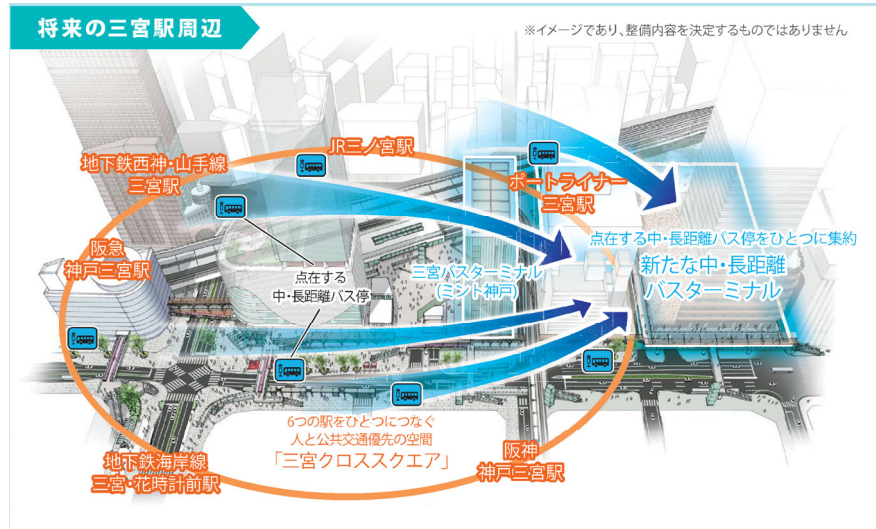 将来の三宮駅周辺
※イメージであり、整備内容を決定するものではありません
JR三ノ宮駅
地下鉄西神・山手線
三宮駅
ポートライナー
三宮駅
阪急
神戸三宮駅
点在する
中・長距離バス停
三宮バスターミナル
(ミント神戸)
点在する中・長距離バス停をひとつに集約
新たな中・長距離
バスターミナル
6つの駅をひとつにつなぐ
人と公共交通優先の空間
「三宮クロススクエア」
地下鉄海岸線
三宮・花時計前駅
阪神
神戸三宮駅